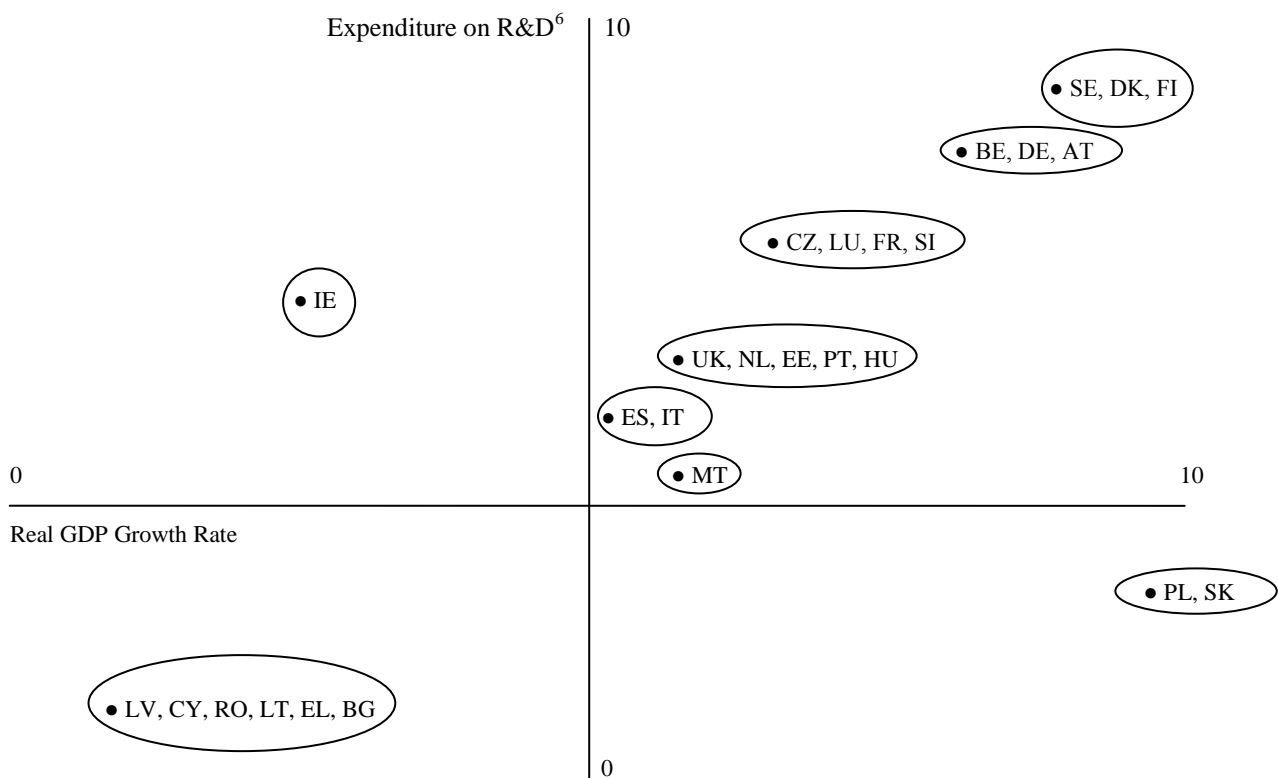 Expenditure on R&D⁶
10
● SE, DK, FI
● BE, DE, AT
● CZ, LU, FR, SI
● IE
● UK, NL, EE, PT, HU
● ES, IT
0
● MT
10
Real GDP Growth Rate
● PL, SK
● LV, CY, RO, LT, EL, BG
0